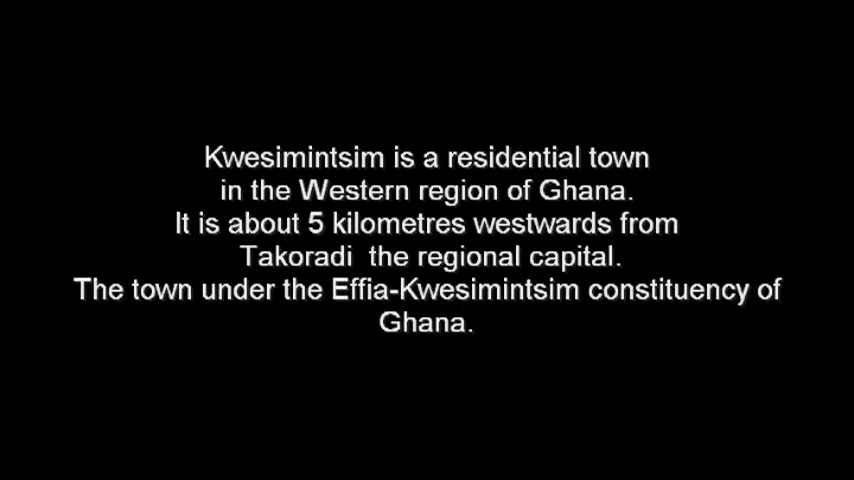 Kwesimintsim is a residential town
in the Western region of Ghana.
It is about 5 kilometres westwards from
Takoradi  the regional capital.
The town under the Effia-Kwesimintsim constituency of
Ghana.